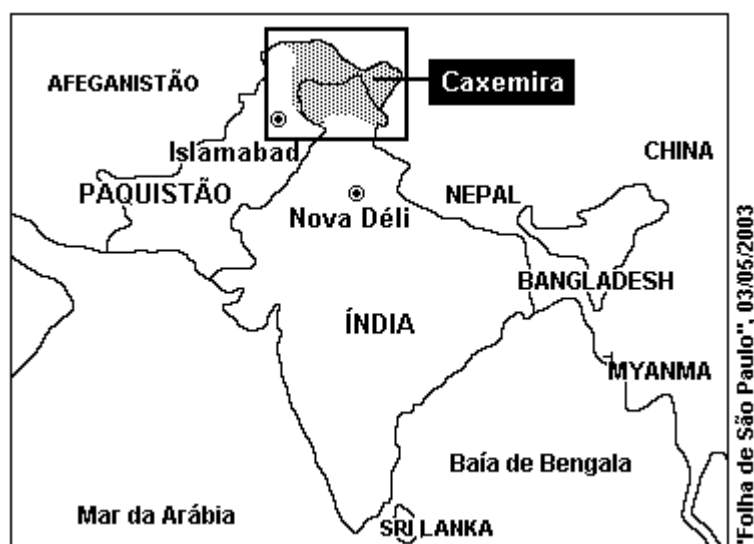 AFEGANISTÃO
Caxemira
Islamabad
CHINA
PAQUISTÃO
NEPAL
Nova Déli
BANGLADESH
ÍNDIA
MYANMA
Baía de Bengala
Mar da Arábia
SRI LANKA
"Folha de São Paulo", 03/05/2003